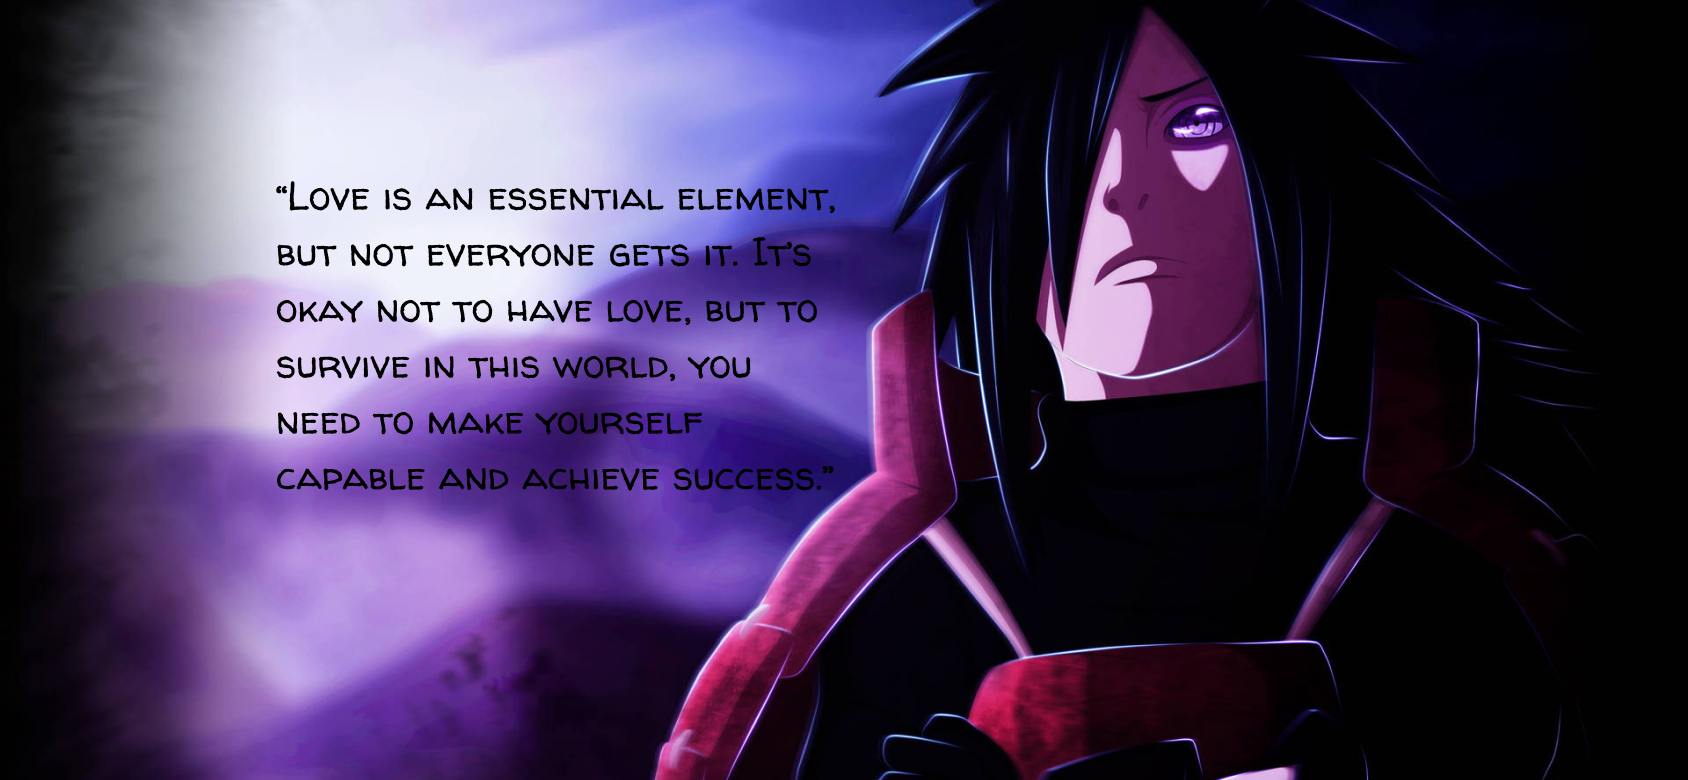 “Love is an essential element,
but not everyone gets it. It’s
okay not to have love, but to
survive in this world, you
need to make yourself
capable and achieve success.”